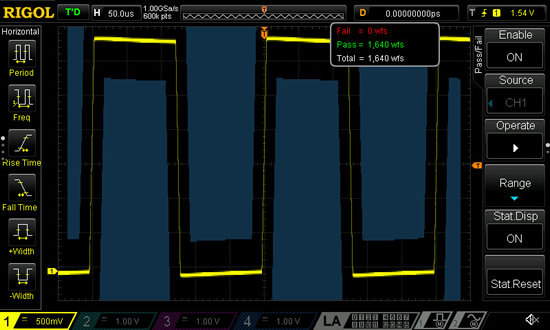 RIGOL T'D H 50.0us 1.00GSa/s 600k pts T D 0.00000000ps T 1 1.54 V
Horizontal
Period
Freq
Rise Time
Fall Time
+Width
-Width
Fail = 0 wfs
Pass = 1,640 wfs
Total = 1,640 wfs
T
T
1
Pass/Fail
Enable
ON
Source
CH1
Operate
Range
Stat.Disp
ON
Stat.Reset
1 = 500mV 2 = 1.00 V 3 = 1.00 V 4 = 1.00 V LA